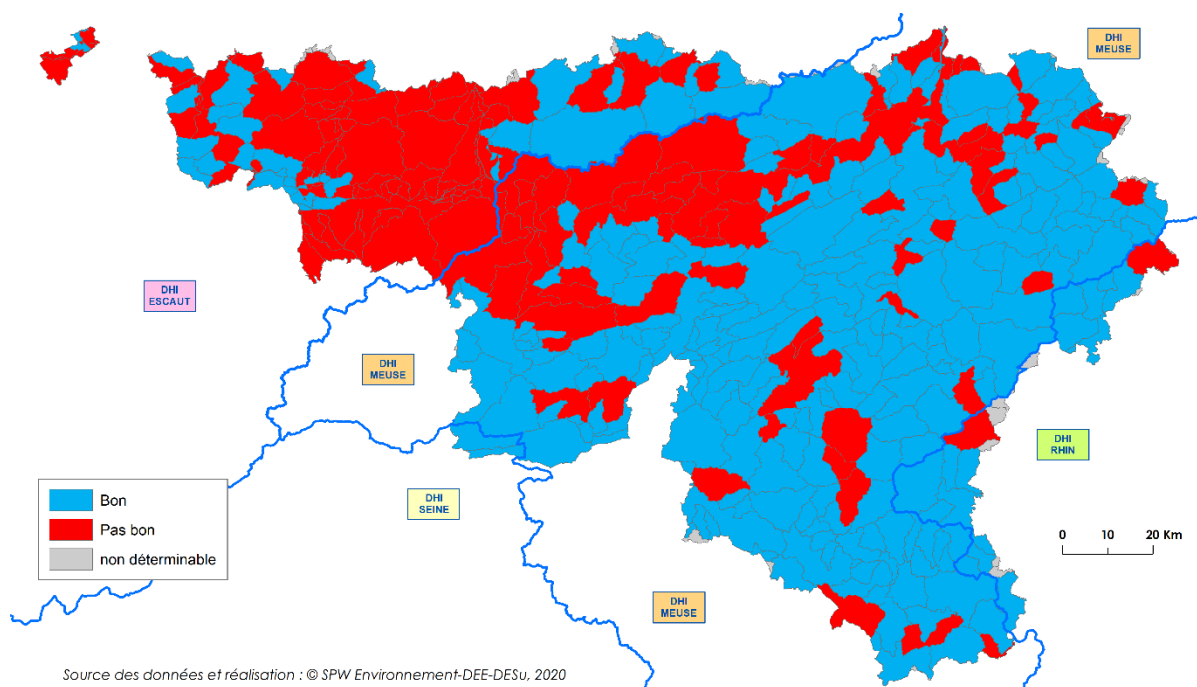 DHI
MEUSE
DHI
ESCAUT
DHI
MEUSE
DHI
RHIN
DHI
SEINE
DHI
MEUSE
Bon
Pas bon
non déterminable
0 10 20 Km
Source des données et réalisation : © SPW Environnement-DEE-DESu, 2020